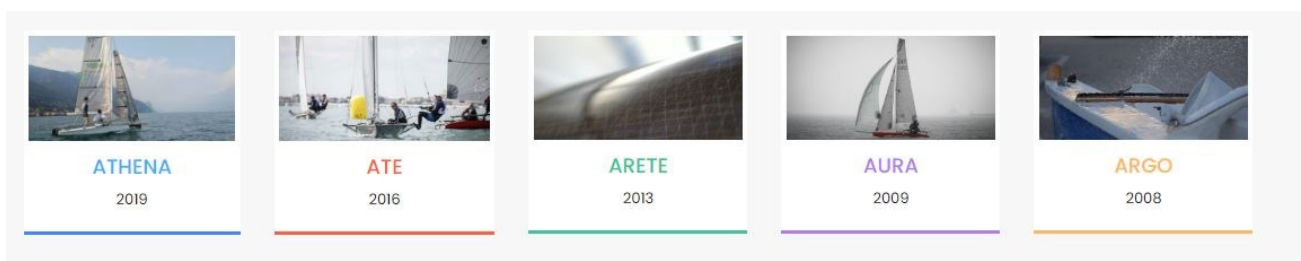 ATHENA
2019
ATE
2016
ARETE
2013
AURA
2009
ARGO
2008